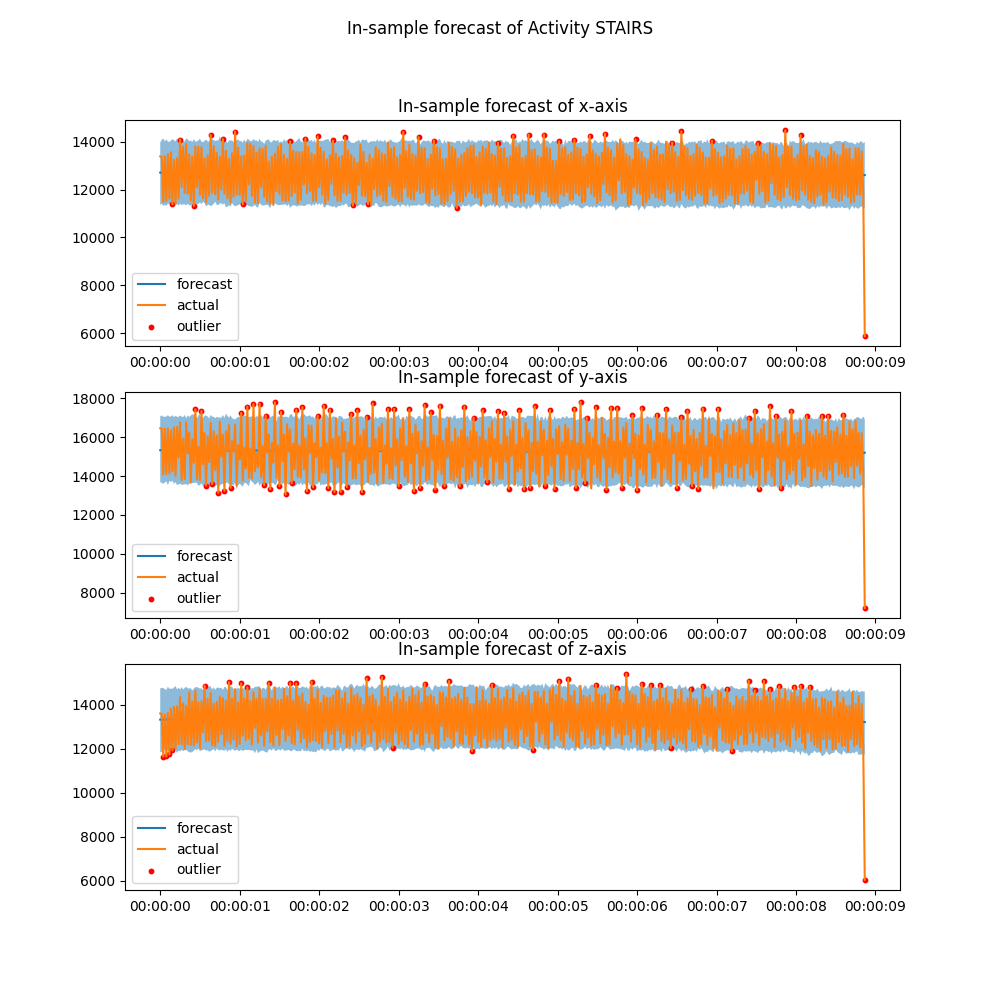 In-sample forecast of Activity STAIRS
In-sample forecast of x-axis
14000
12000
10000
8000
6000
forecast
actual
outlier
00:00:00 00:00:01 00:00:02 00:00:03 00:00:04 00:00:05 00:00:06 00:00:07 00:00:08 00:00:09
In-sample forecast of y-axis
18000
16000
14000
12000
10000
8000
forecast
actual
outlier
00:00:00 00:00:01 00:00:02 00:00:03 00:00:04 00:00:05 00:00:06 00:00:07 00:00:08 00:00:09
In-sample forecast of z-axis
14000
12000
10000
8000
6000
forecast
actual
outlier
00:00:00 00:00:01 00:00:02 00:00:03 00:00:04 00:00:05 00:00:06 00:00:07 00:00:08 00:00:09